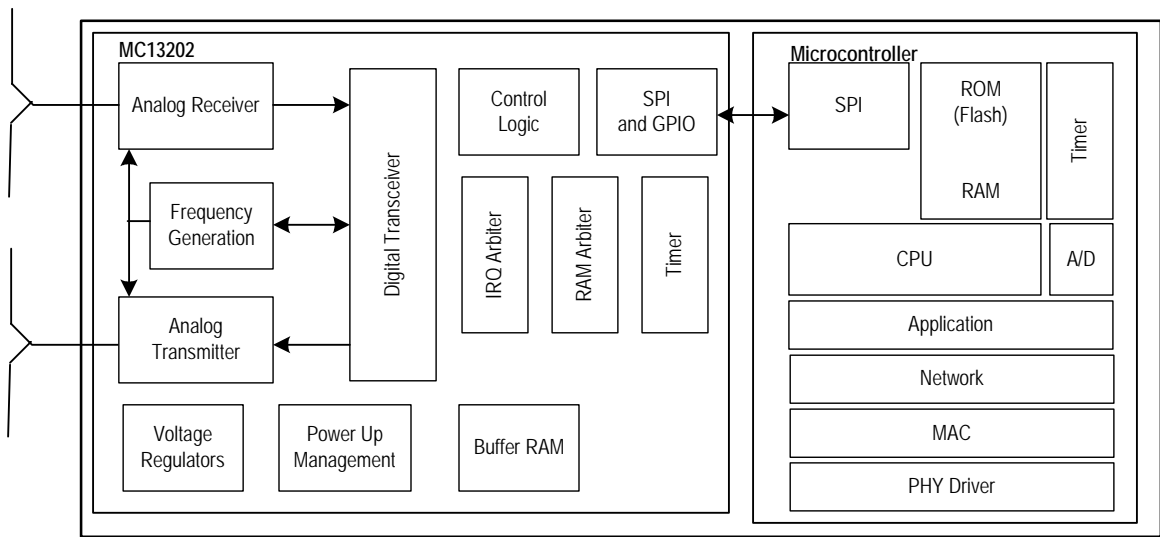 MC13202
Analog Receiver
Frequency
Generation
Analog
Transmitter
Digital Transceiver
Control
Logic
SPI
and GPIO
IRQ Arbiter
RAM Arbiter
Timer
Voltage
Regulators
Power Up
Management
Buffer RAM
Microcontroller
SPI
ROM
(Flash)
RAM
Timer
CPU
A/D
Application
Network
MAC
PHY Driver